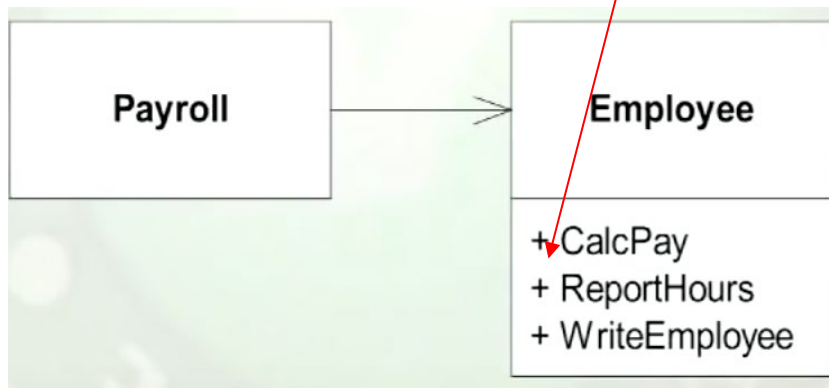 Payroll
Employee
+ CalcPay
+ ReportHours
+ WriteEmployee